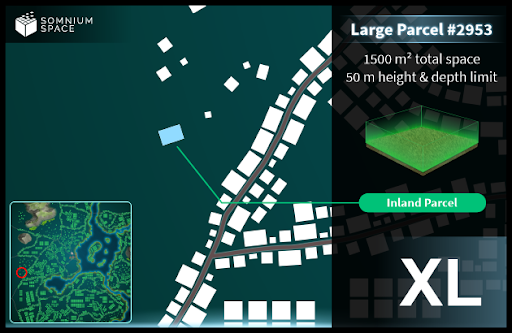 SOMNIUM
SPACE
Large Parcel #2953
1500 m² total space
50 m height & depth limit
Inland Parcel
XL